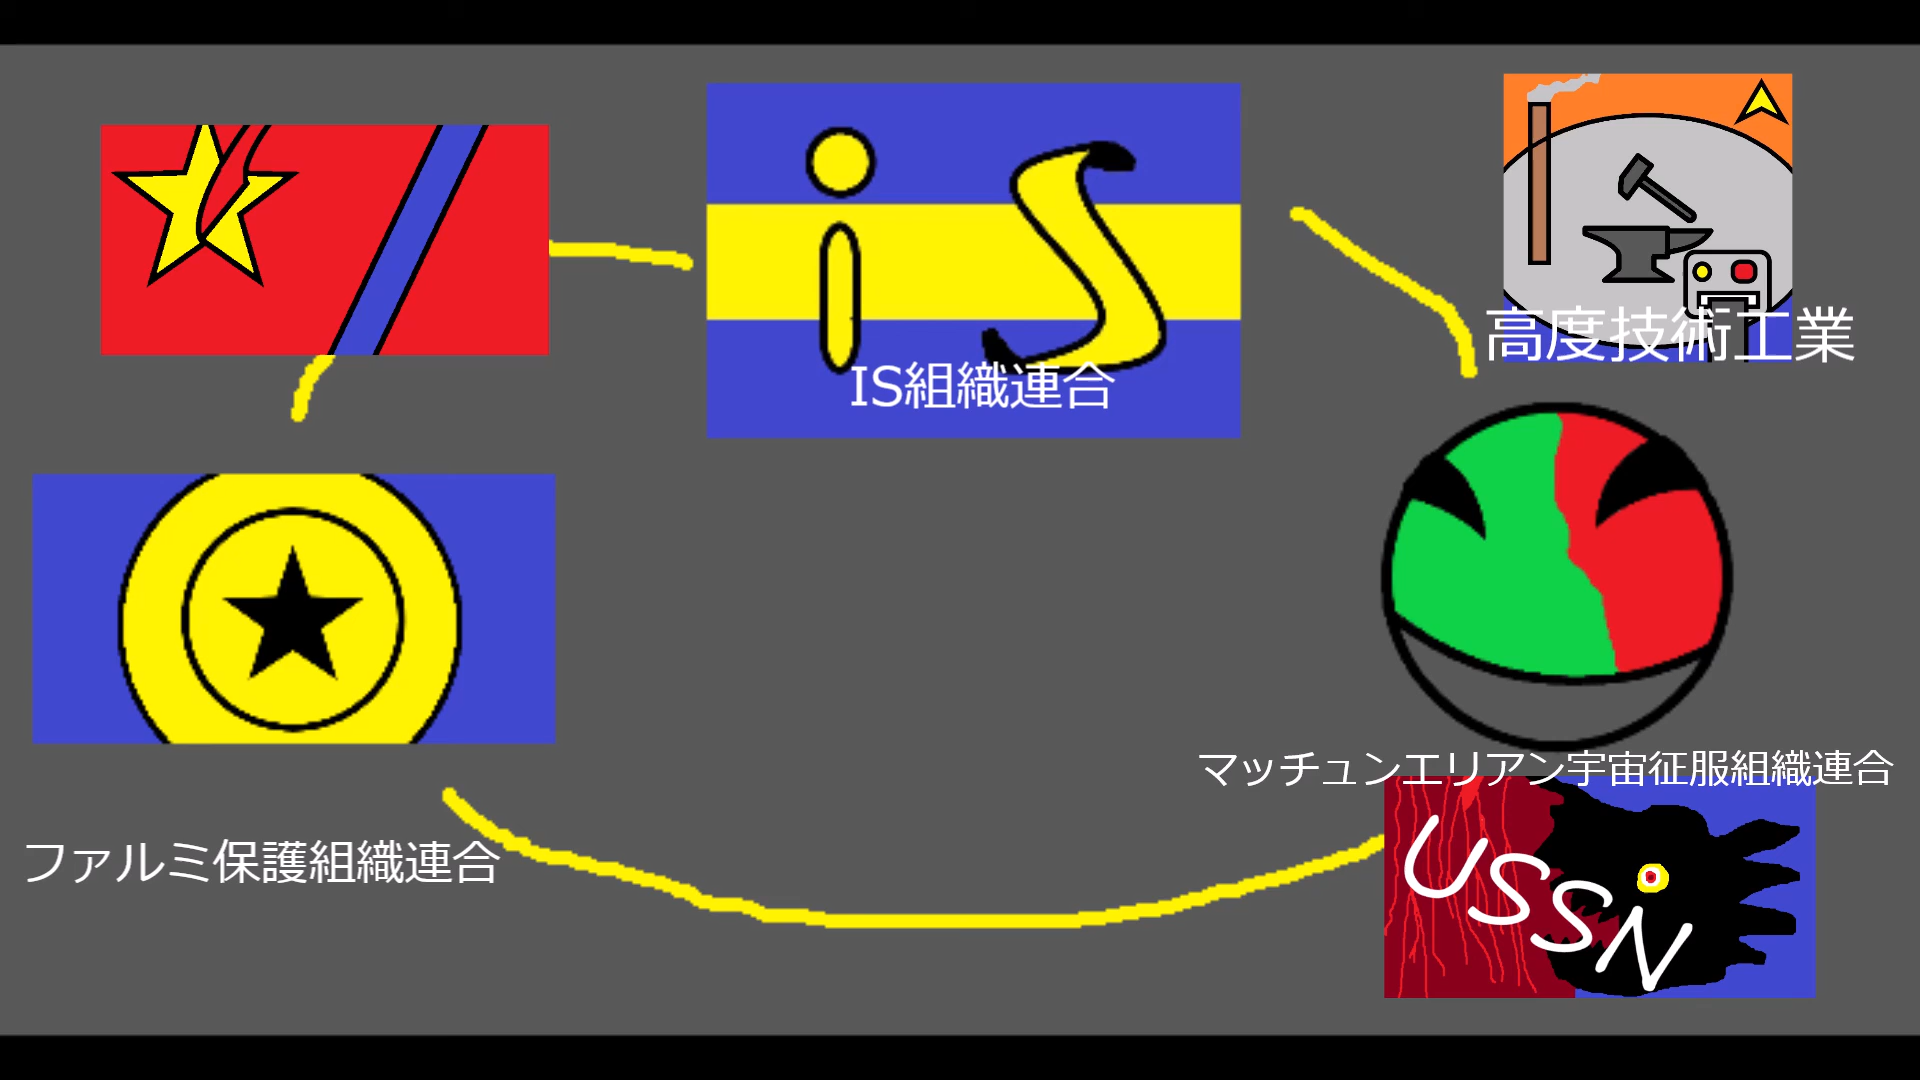 is
IS組織連合
高度技術工業
マッチュンエリアン宇宙征服組織連合
ファルミ保護組織連合
USSN